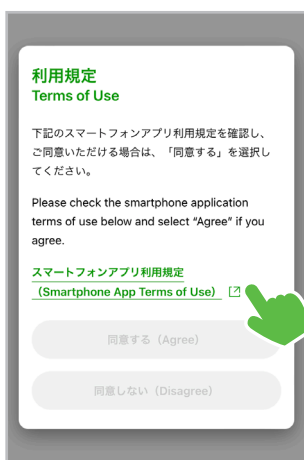 利用規定
Terms of Use
下記のスマートフォンアプリ利用規定を確認し、
ご同意いただける場合は、「同意する」を選択し
てください。
Please check the smartphone application
terms of use below and select “Agree” if you
agree.
スマートフォンアプリ利用規定
（Smartphone App Terms of Use）
同意する（Agree）
同意しない（Disagree）